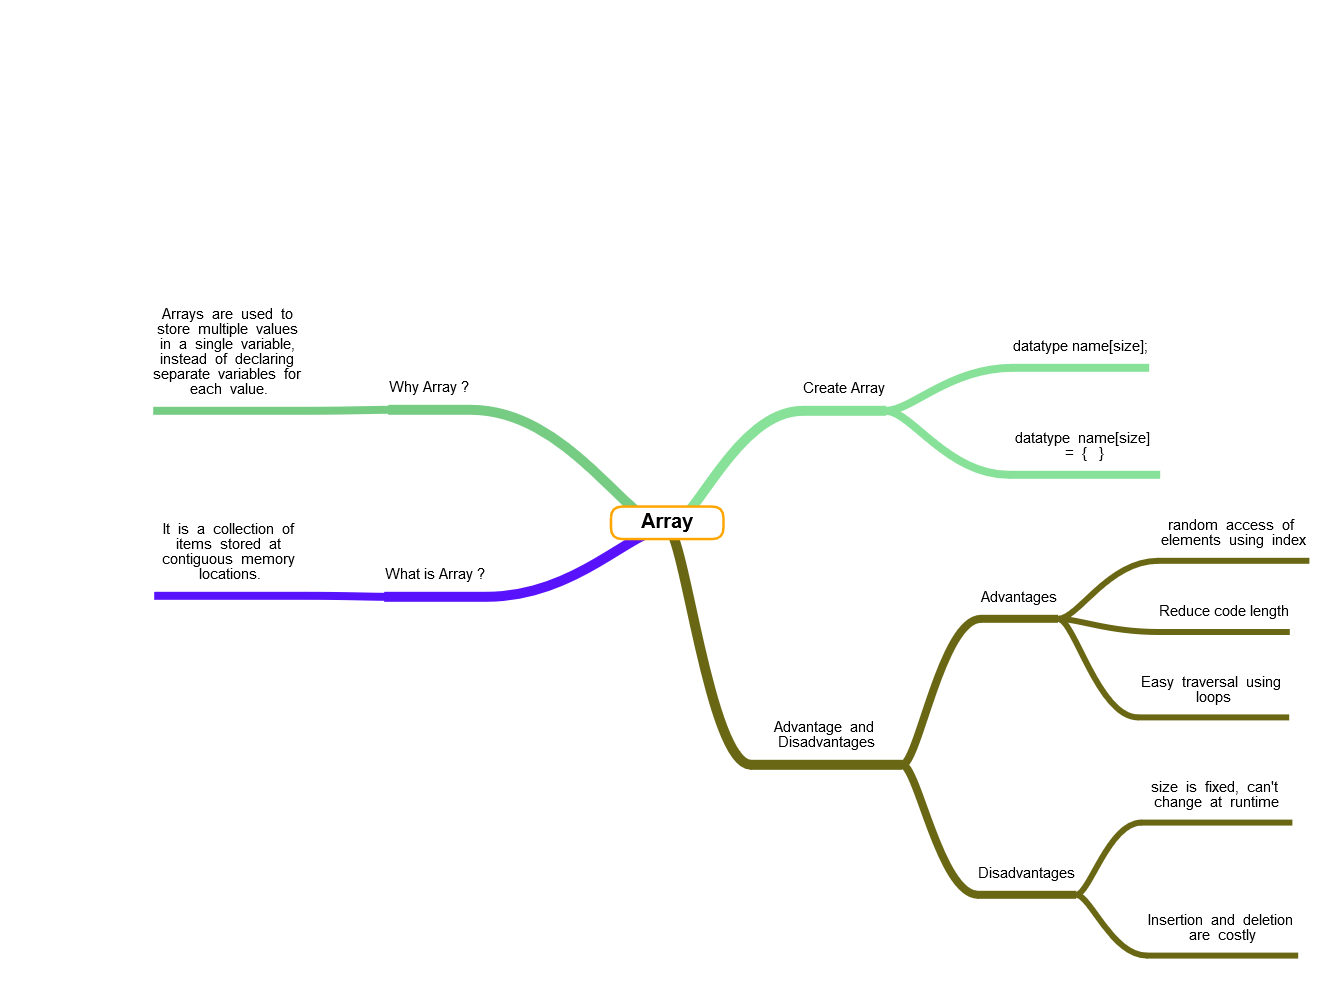 Array
Why Array ?
Arrays are used to
store multiple values
in a single variable,
instead of declaring
separate variables for
each value.
What is Array ?
It is a collection of
items stored at
contiguous memory
locations.
Create Array
datatype name[size];
datatype name[size]
= { }
Advantage and
Disadvantages
Advantages
random access of
elements using index
Reduce code length
Easy traversal using
loops
Disadvantages
size is fixed, can't
change at runtime
Insertion and deletion
are costly